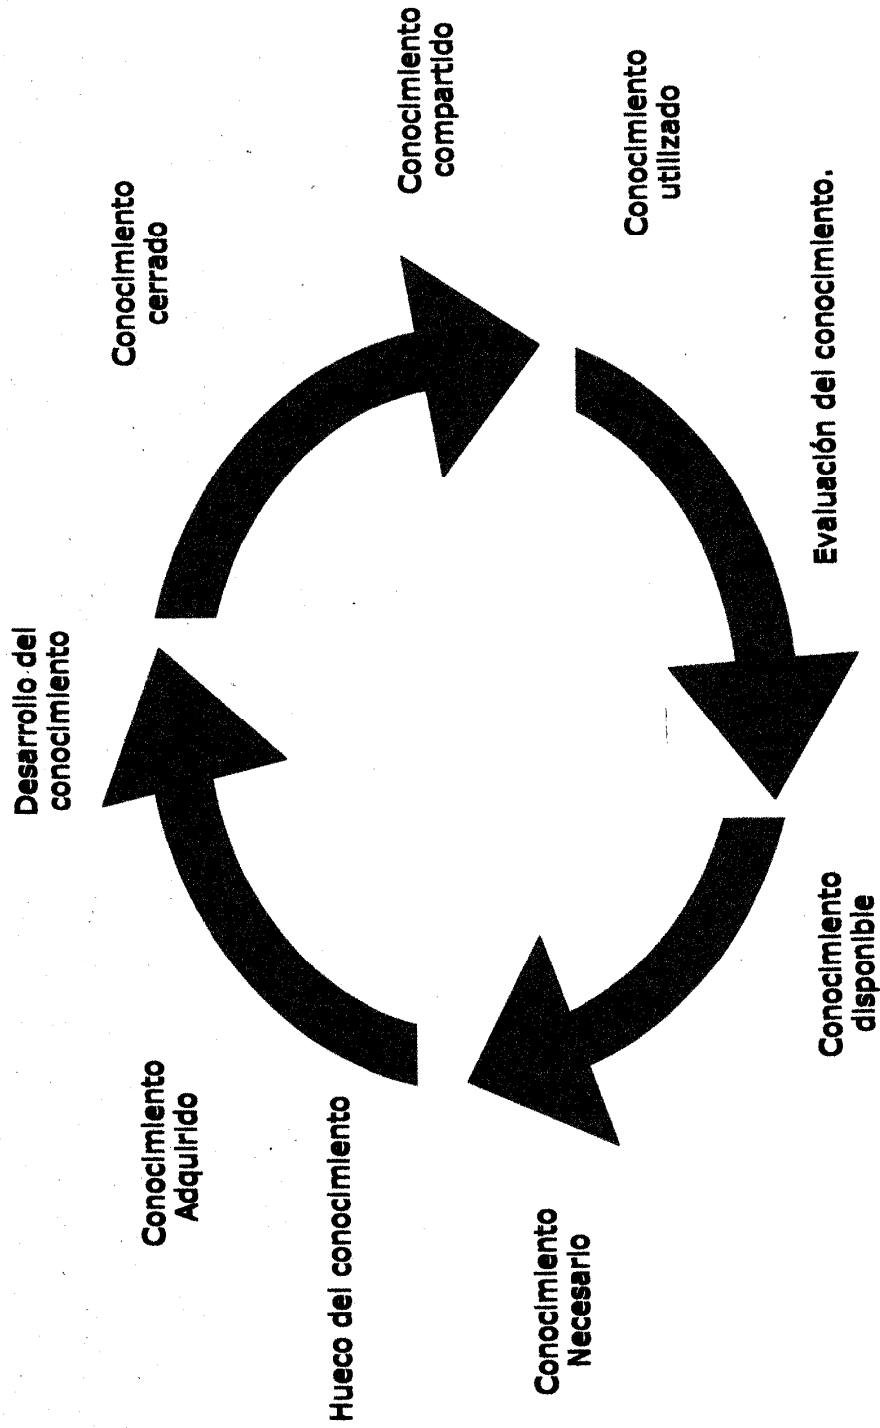 Desarrollo del
conocimiento
Conocimiento
cerrado
Conocimiento
compartido
Conocimiento
utilizado
Evaluación del conocimiento.
Conocimiento
disponible
Conocimiento
Necesario
Hueco del conocimiento
Conocimiento
Adquirido